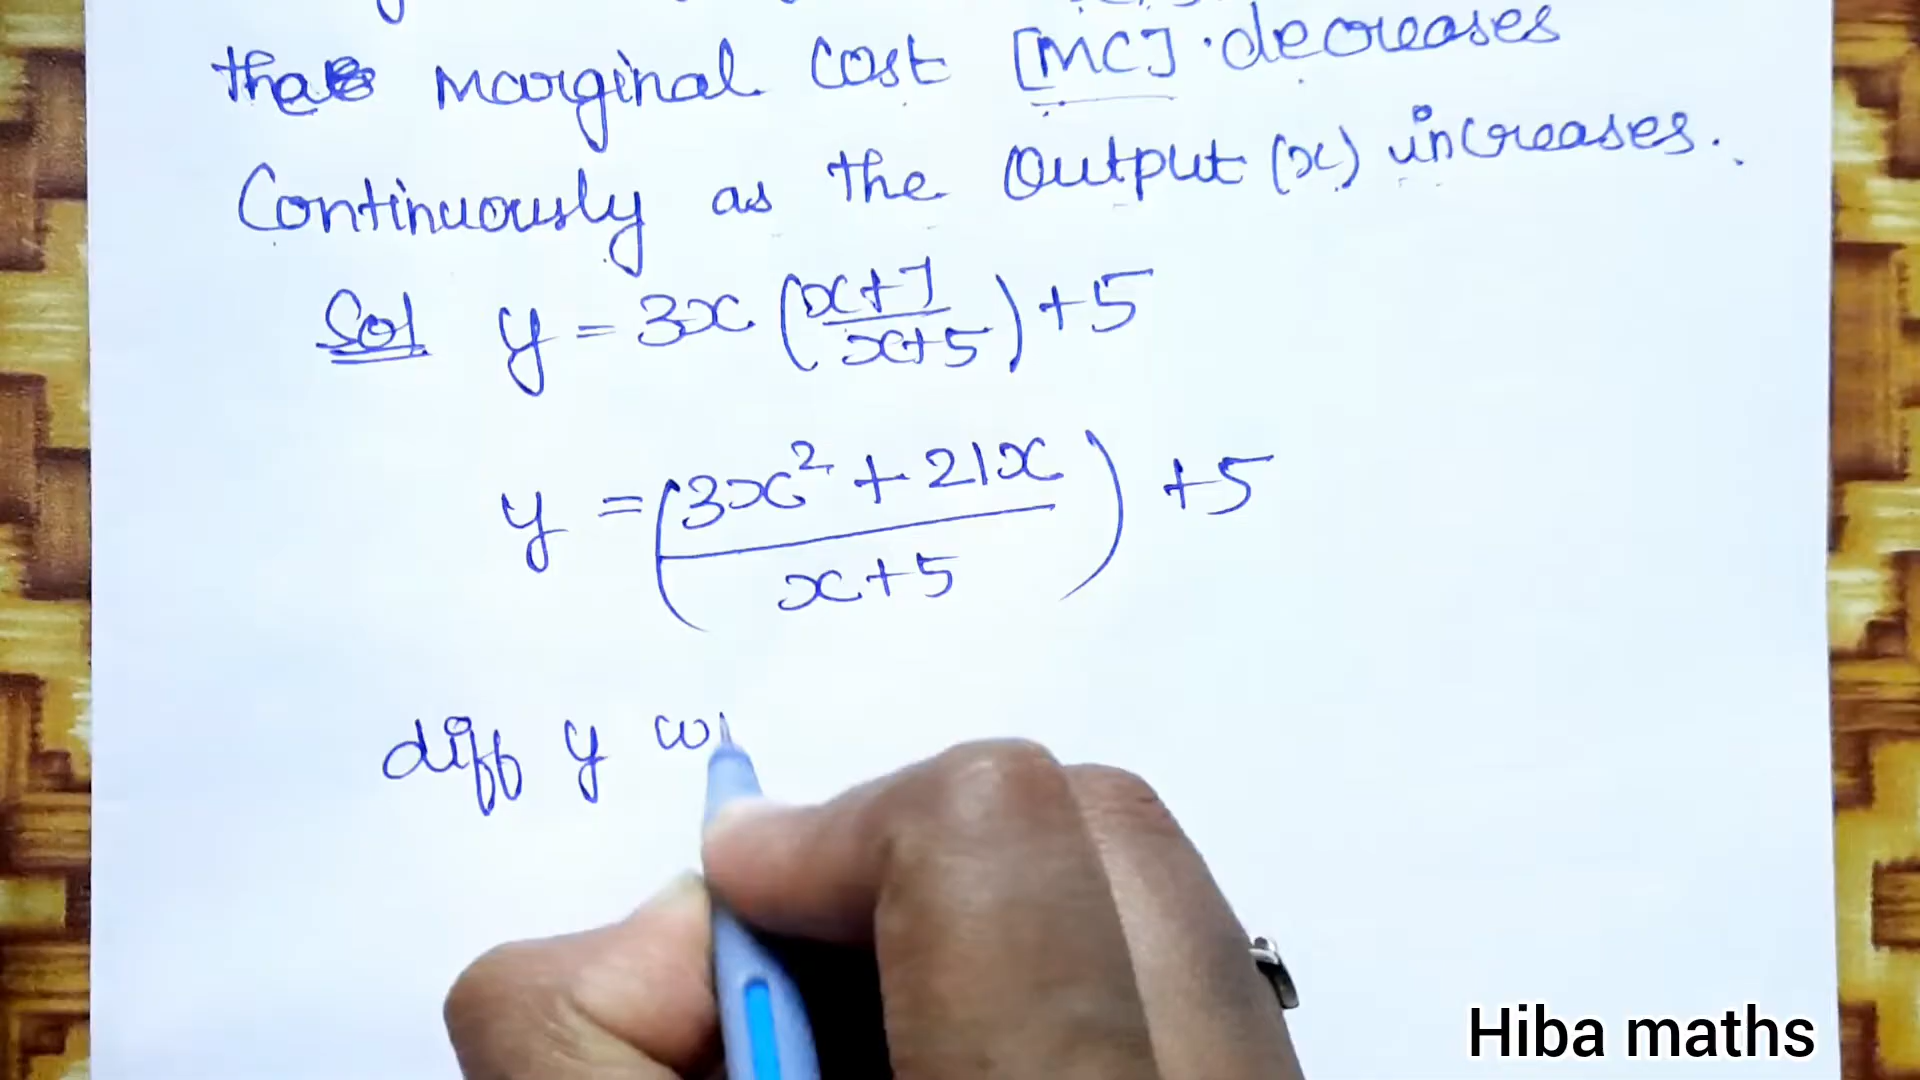 the marginal cost [MC] decreases
Continuously as the Output (x) increases.
Sol y = 3x (x+7/x+5) + 5
y = (3x² + 21x/x+5) + 5
diff y w
Hiba maths